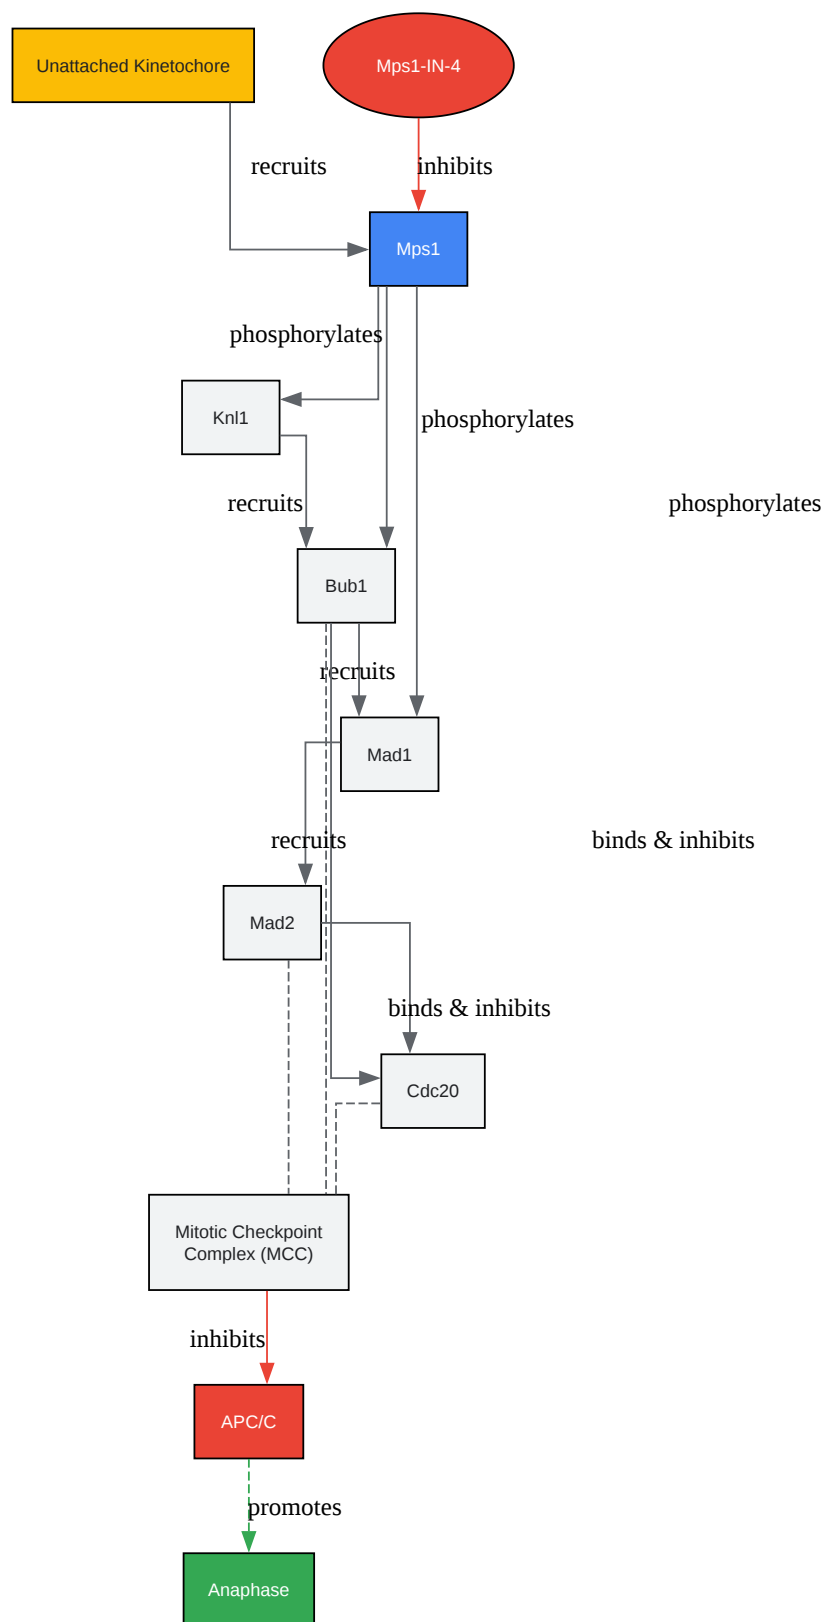 Unattached Kinetochore
Mps1-IN-4
recruits
inhibits
Mps1
phosphorylates
Knl1
phosphorylates
recruits
phosphorylates
Bub1
recruits
Mad1
recruits
binds & inhibits
Mad2
binds & inhibits
Cdc20
Mitotic Checkpoint
Complex (MCC)
inhibits
APC/C
promotes
Anaphase